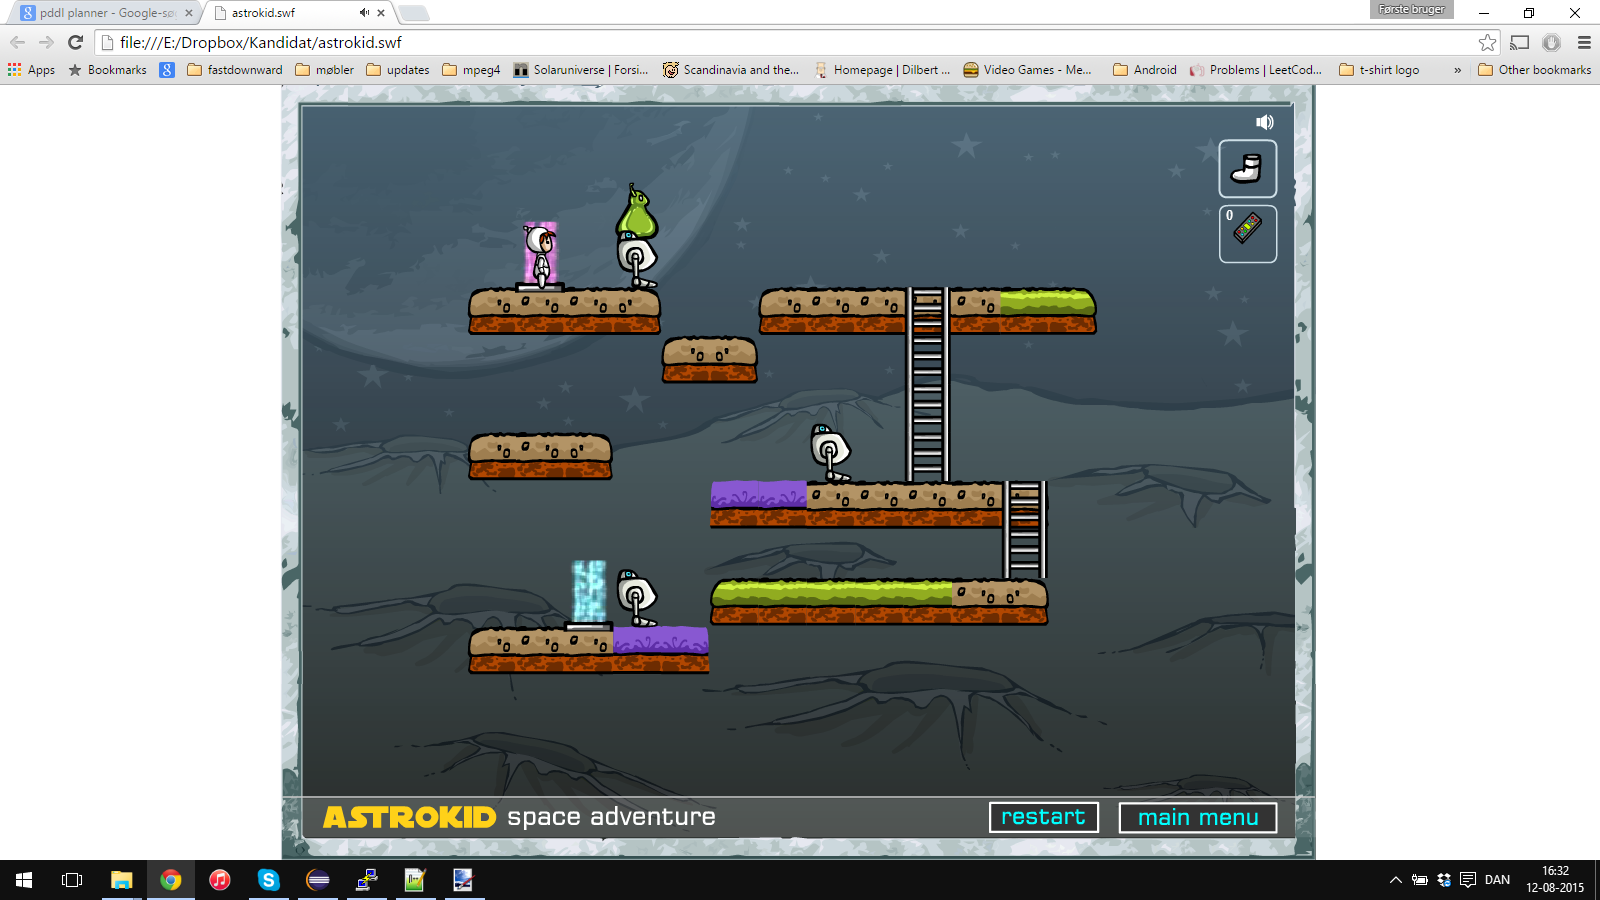 pddl planner - Google-sø
astrokid.swf
Første bruger
file:///E:/Dropbox/Kandidat/astrokid.swf
Apps Bookmarks fastdownward møbler updates mpeg4 Solaruniverse | Forsi... Scandinavia and the... Homepage | Dilbert ... Video Games - Me... Android Problems | LeetCod... t-shirt logo » Other bookmarks
0
ASTROKID space adventure
restart
main menu
DAN
16:32
12-08-2015